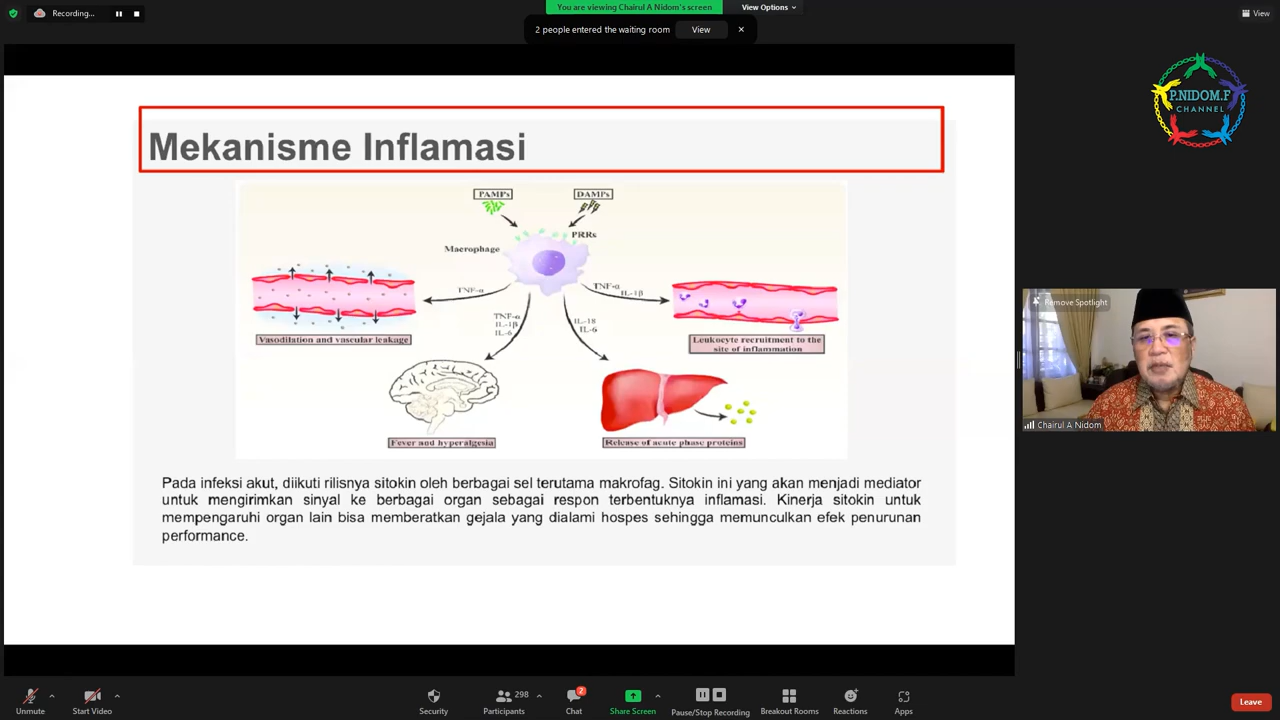 Recording...
You are viewing Chairul A Nidom's screen
View Options
View
2 people entered the waiting room
View
P.NIDOM.F
CHANNEL
Mekanisme Inflamasi
PAMPs
DAMPs
PRRs
Macrophage
TNF-α
TNF-α
IL-1β
TNF-α
IL-1β
IL-6
IL-18
IL-6
Vasodilation and vascular leakage
Leukocyte recruitment to the
site of inflammation
Fever and hyperalgesia
Release of acute phase proteins
Pada infeksi akut, diikuti rilisnya sitokin oleh berbagai sel terutama makrofag. Sitokin ini yang akan menjadi mediator
untuk mengirimkan sinyal ke berbagai organ sebagai respon terbentuknya inflamasi. Kinerja sitokin untuk
mempengaruhi organ lain bisa memberatkan gejala yang dialami hospes sehingga memunculkan efek penurunan
performance.
Remove Spotlight
Chairul A Nidom
Unmute
Start Video
Security
298
Participants
2
Chat
Share Screen
Pause/Stop Recording
Breakout Rooms
Reactions
Apps
Leave